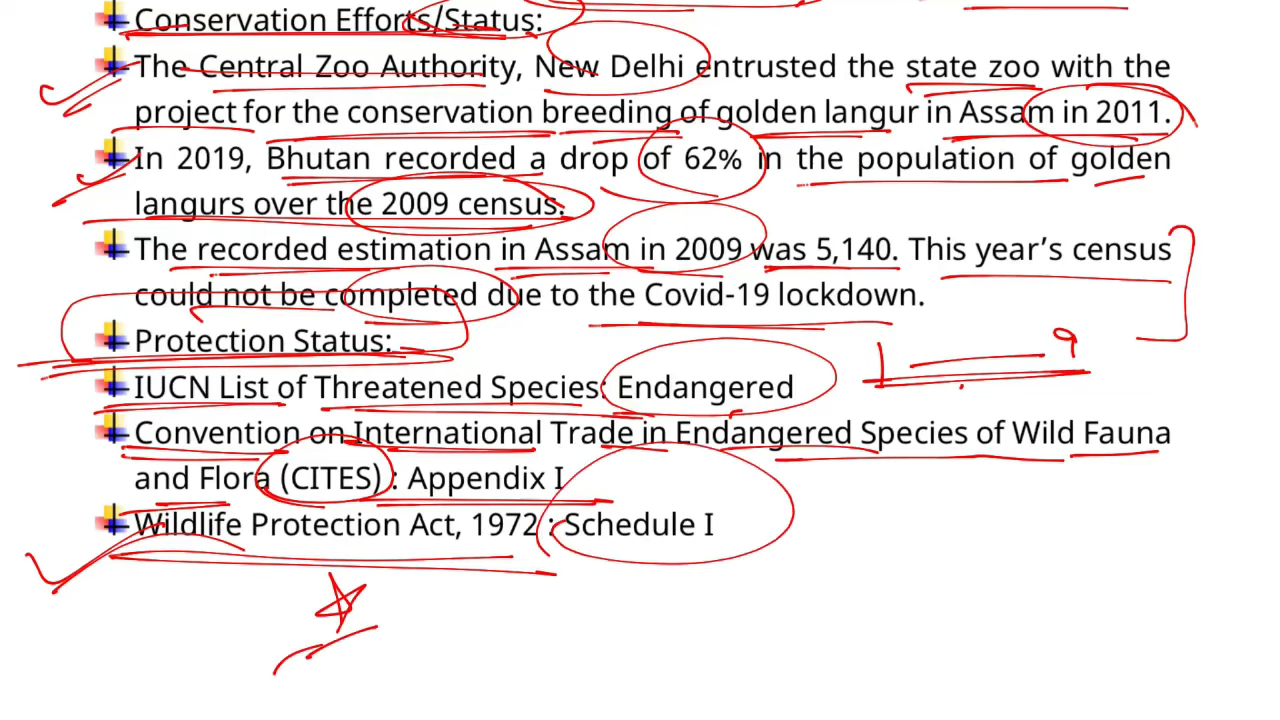 Conservation Efforts/Status:
The Central Zoo Authority, New Delhi entrusted the state zoo with the
project for the conservation breeding of golden langur in Assam in 2011.
In 2019, Bhutan recorded a drop of 62% in the population of golden
langurs over the 2009 census.
The recorded estimation in Assam in 2009 was 5,140. This year’s census
could not be completed due to the Covid-19 lockdown.
Protection Status:
IUCN List of Threatened Species: Endangered
Convention on International Trade in Endangered Species of Wild Fauna
and Flora (CITES) : Appendix I
Wildlife Protection Act, 1972 : Schedule I